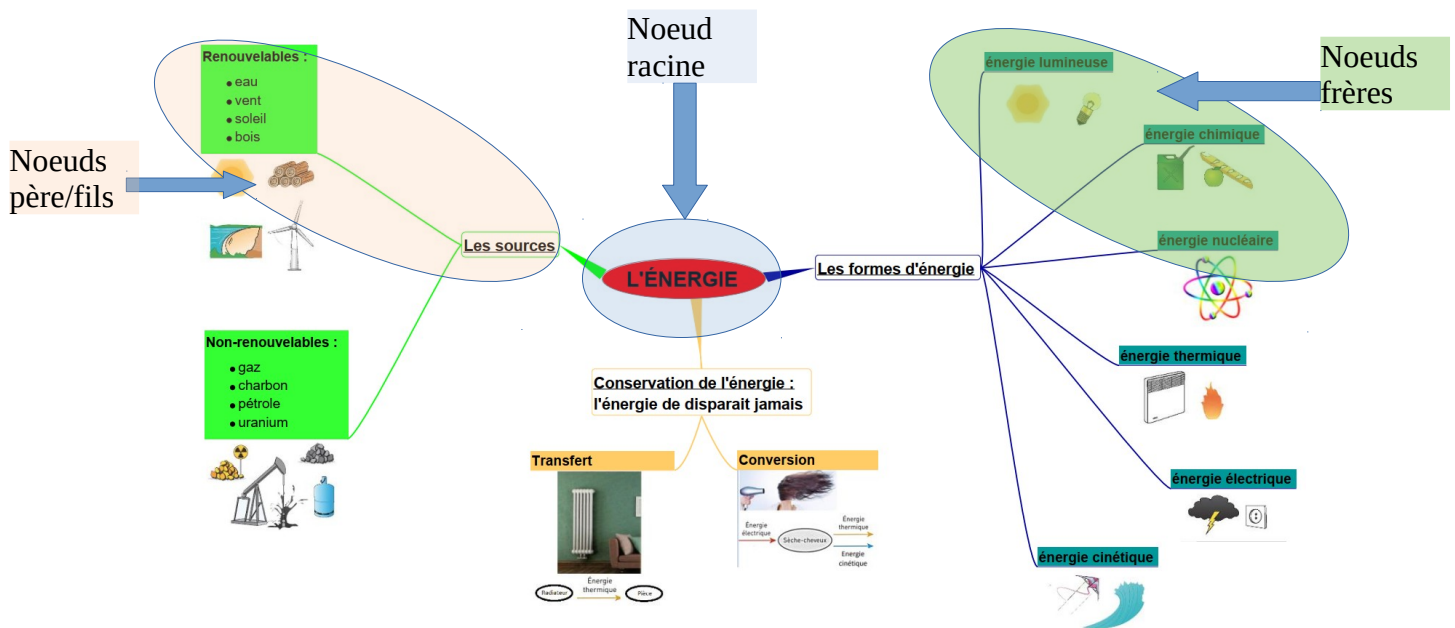 Noeud
racine
Noeuds
frères
Noeuds
père/fils
Renouvelables :
• eau
• vent
• soleil
• bois
Les sources
Non-renouvelables :
• gaz
• charbon
• pétrole
• uranium
L'ÉNERGIE
Conservation de l'énergie :
l'énergie de disparait jamais
Transfert
Énergie
thermique
Radiateur
Pièce
Conversion
Énergie
électrique
Sèche-cheveux
Énergie
thermique
Energie
cinétique
Les formes d'énergie
énergie lumineuse
énergie chimique
énergie nucléaire
énergie thermique
énergie électrique
énergie cinétique